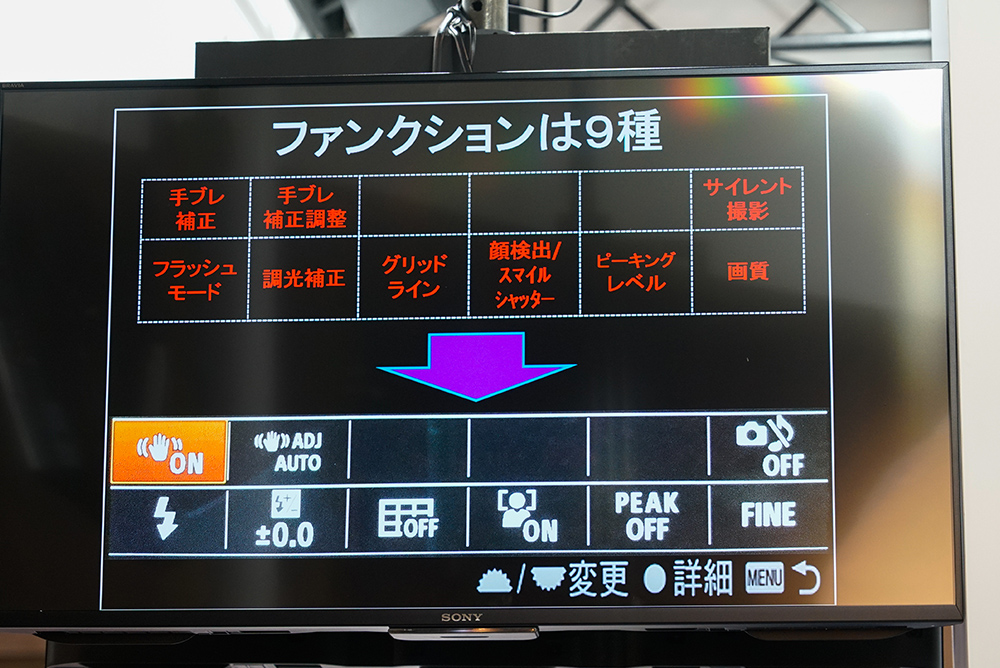 BRAVIA
ファンクションは9種
手ブレ
補正
手ブレ
補正調整
サイレント
撮影
フラッシュ
モード
調光補正
グリッド
ライン
顔検出/
スマイル
シャッター
ピーキング
レベル
画質
ON
ADJ
AUTO
OFF
±0.0
OFF
ON
PEAK
OFF
FINE
/ 変更 詳細 MENU
SONY